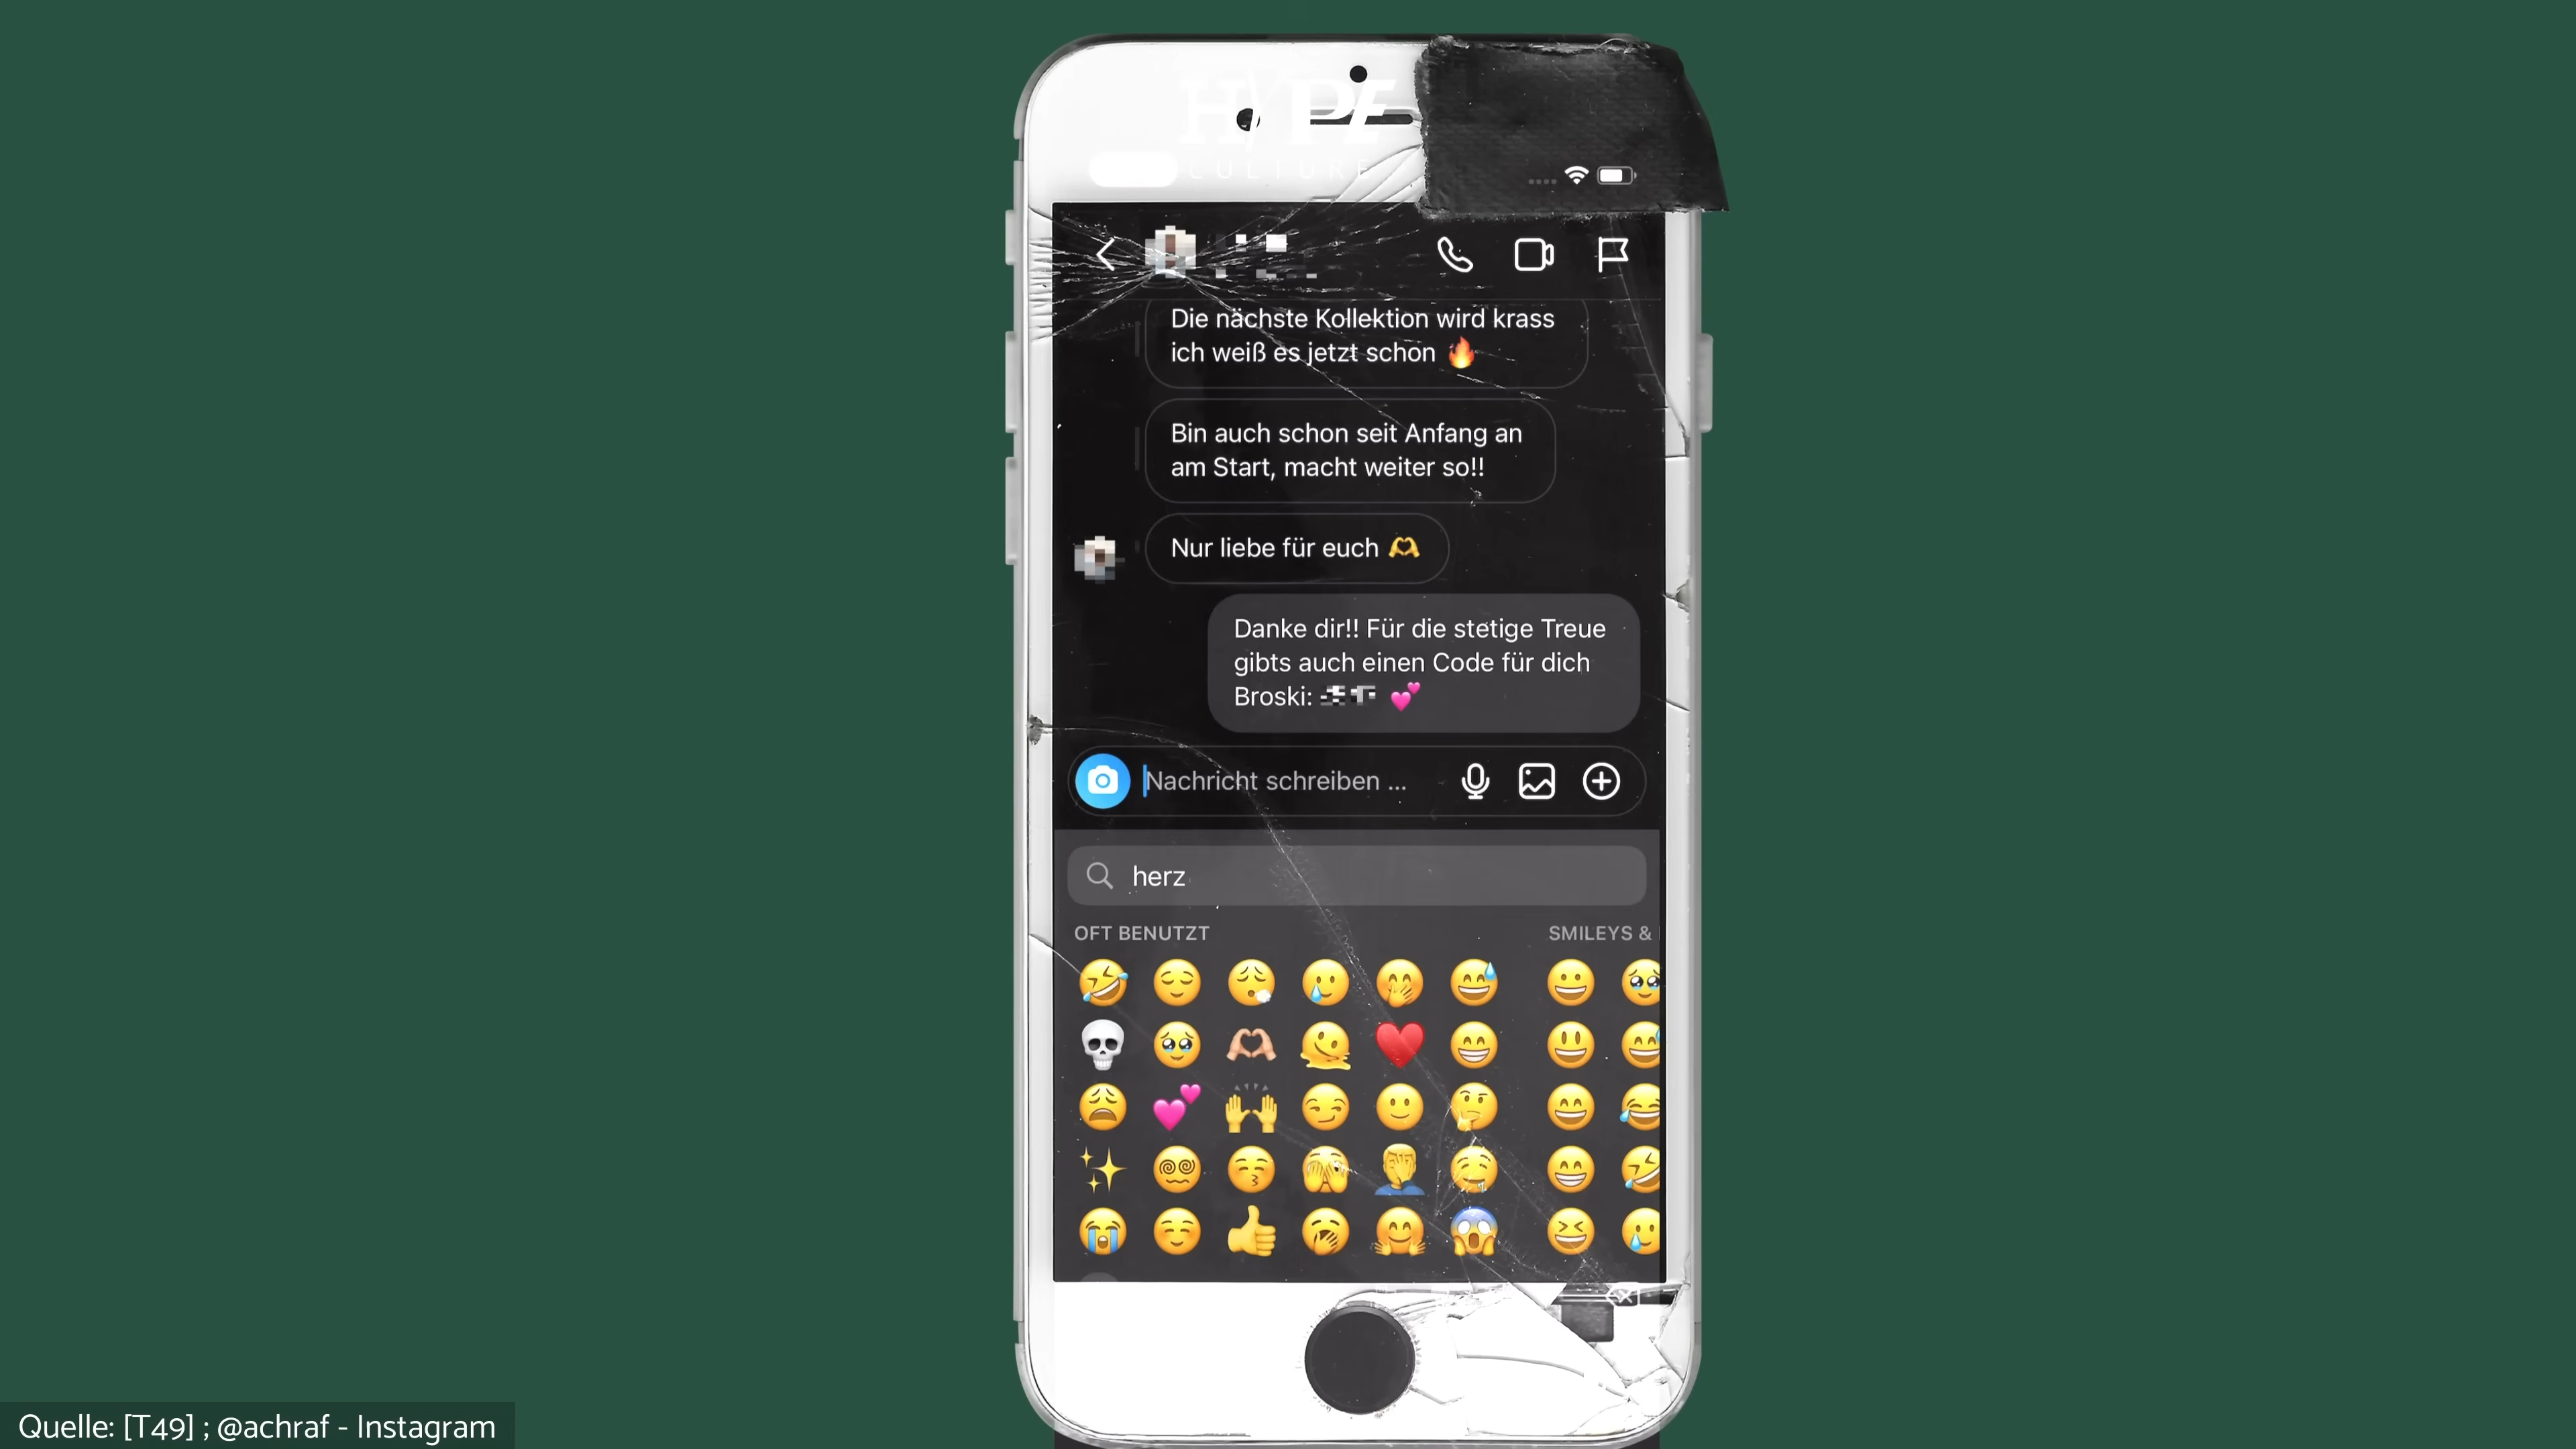 HYPE
CULTURE
Die nächste Kollektion wird krass
ich weiß es jetzt schon 🔥
Bin auch schon seit Anfang an
am Start, macht weiter so!!
Nur liebe für euch 🫶
Danke dir!! Für die stetige Treue
gibts auch einen Code für dich
Broski: 💕
Nachricht schreiben ...
herz
OFT BENUTZT
SMILEYS &
Quelle: [T49] ; @achraf - Instagram